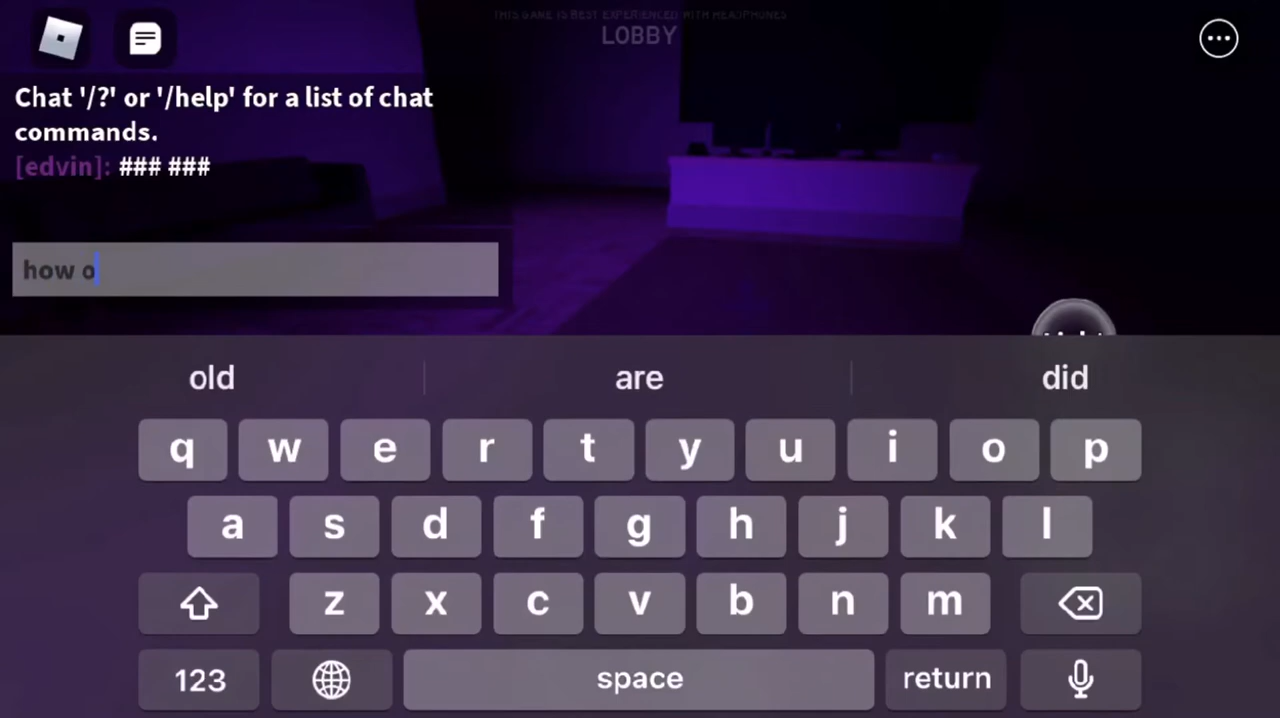 THIS GAME IS BEST EXPERIENCED WITH HEADPHONES
LOBBY
Chat '/?' or '/help' for a list of chat
commands.
[edvin]: ### ###
how o
old are did
q w e r t y u i o p
a s d f g h j k l
z x c v b n m
123 space return